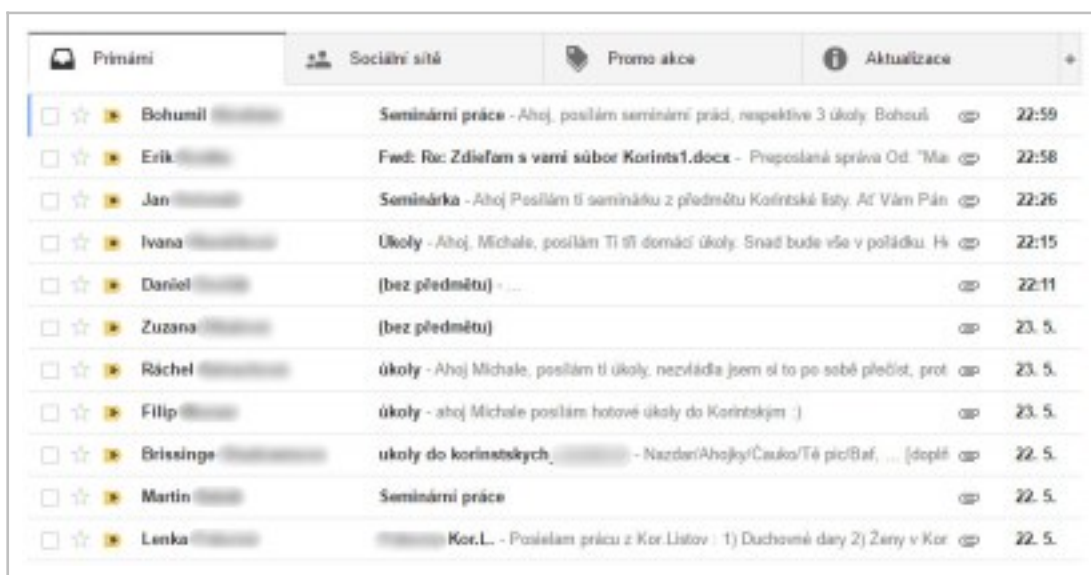 Primární Sociální sítě Promo akce Aktualizace +
Bohumil Seminární práce - Ahoj, posílám seminární práci, respektive 3 úkoly. Bohouš 22:59
Erik Fwd: Re: Zdieľam s vami súbor Korints1.docx - Preposlaná správa Od: "Mar 22:58
Jan Seminárka - Ahoj Posílám ti seminárku z předmětu Korintské listy. Ať Vám Pán 22:26
Ivana Úkoly - Ahoj, Michale, posílám Ti tři domácí úkoly. Snad bude vše v pořádku. 22:15
Daniel (bez předmětu) - ... 22:11
Zuzana (bez předmětu) 23. 5.
Ráchel úkoly - Ahoj Michale, posílám ti úkoly, nezvládla jsem si to po sobě přečíst, prot 23. 5.
Filip úkoly - ahoj Michale posílám hotové úkoly do Korintským :) 23. 5.
Brissinge ukoly do korinstskych_ - Nazdar/Ahojky/Čauko/Tě pic/Baf, ... [doplň 22. 5.
Martin Seminární práce 22. 5.
Lenka Kor.L. - Posielam prácu z Kor.Listov : 1) Duchovné dary 2) Ženy v Kor 22. 5.